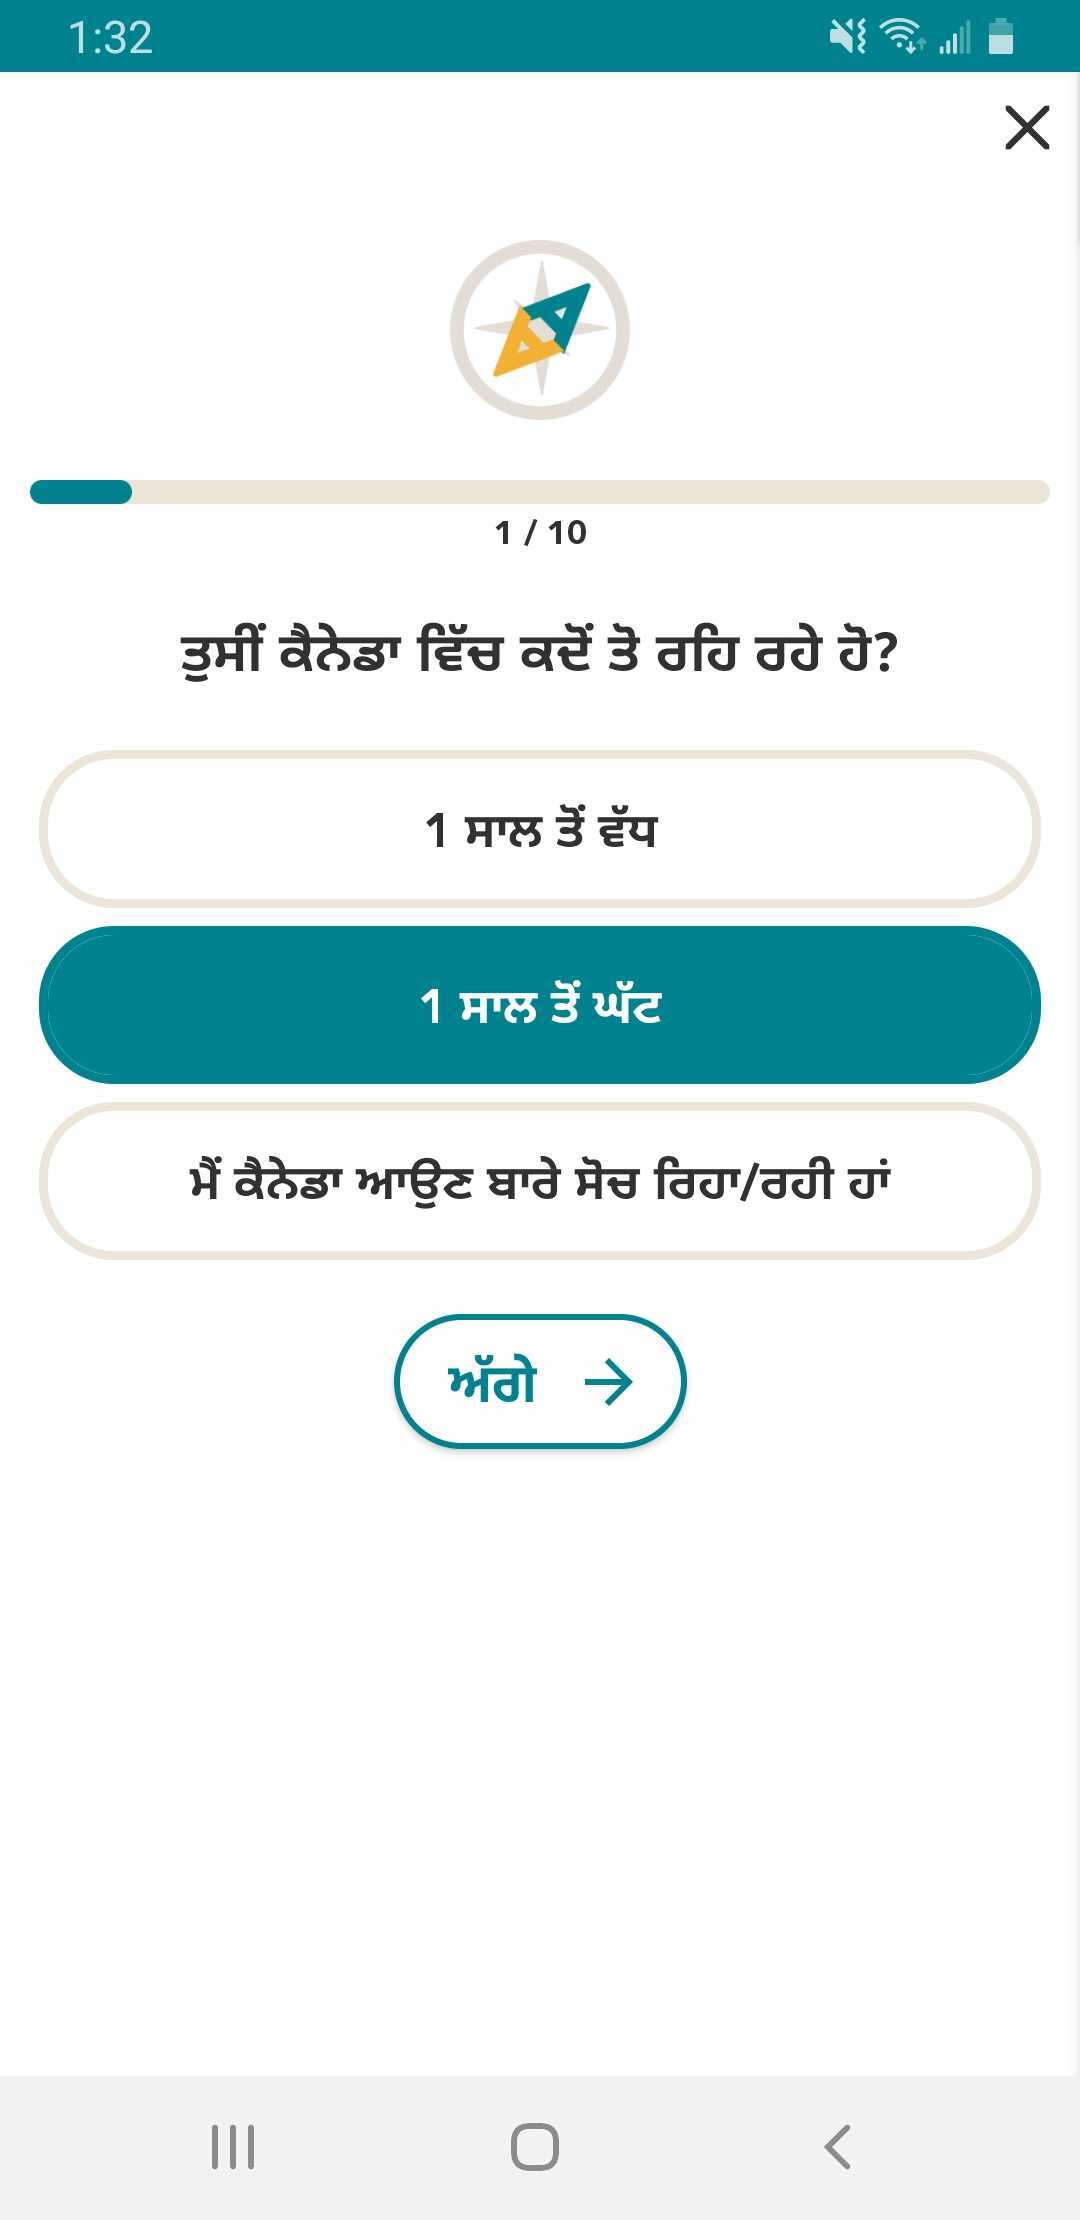 1:32
1 / 10
ਤੁਸੀਂ ਕੈਨੇਡਾ ਵਿੱਚ ਕਦੋਂ ਤੋ ਰਹਿ ਰਹੇ ਹੋ?
1 ਸਾਲ ਤੋਂ ਵੱਧ
1 ਸਾਲ ਤੋਂ ਘੱਟ
ਮੈਂ ਕੈਨੇਡਾ ਆਉਣ ਬਾਰੇ ਸੋਚ ਰਿਹਾ/ਰਹੀ ਹਾਂ
ਅੱਗੇ